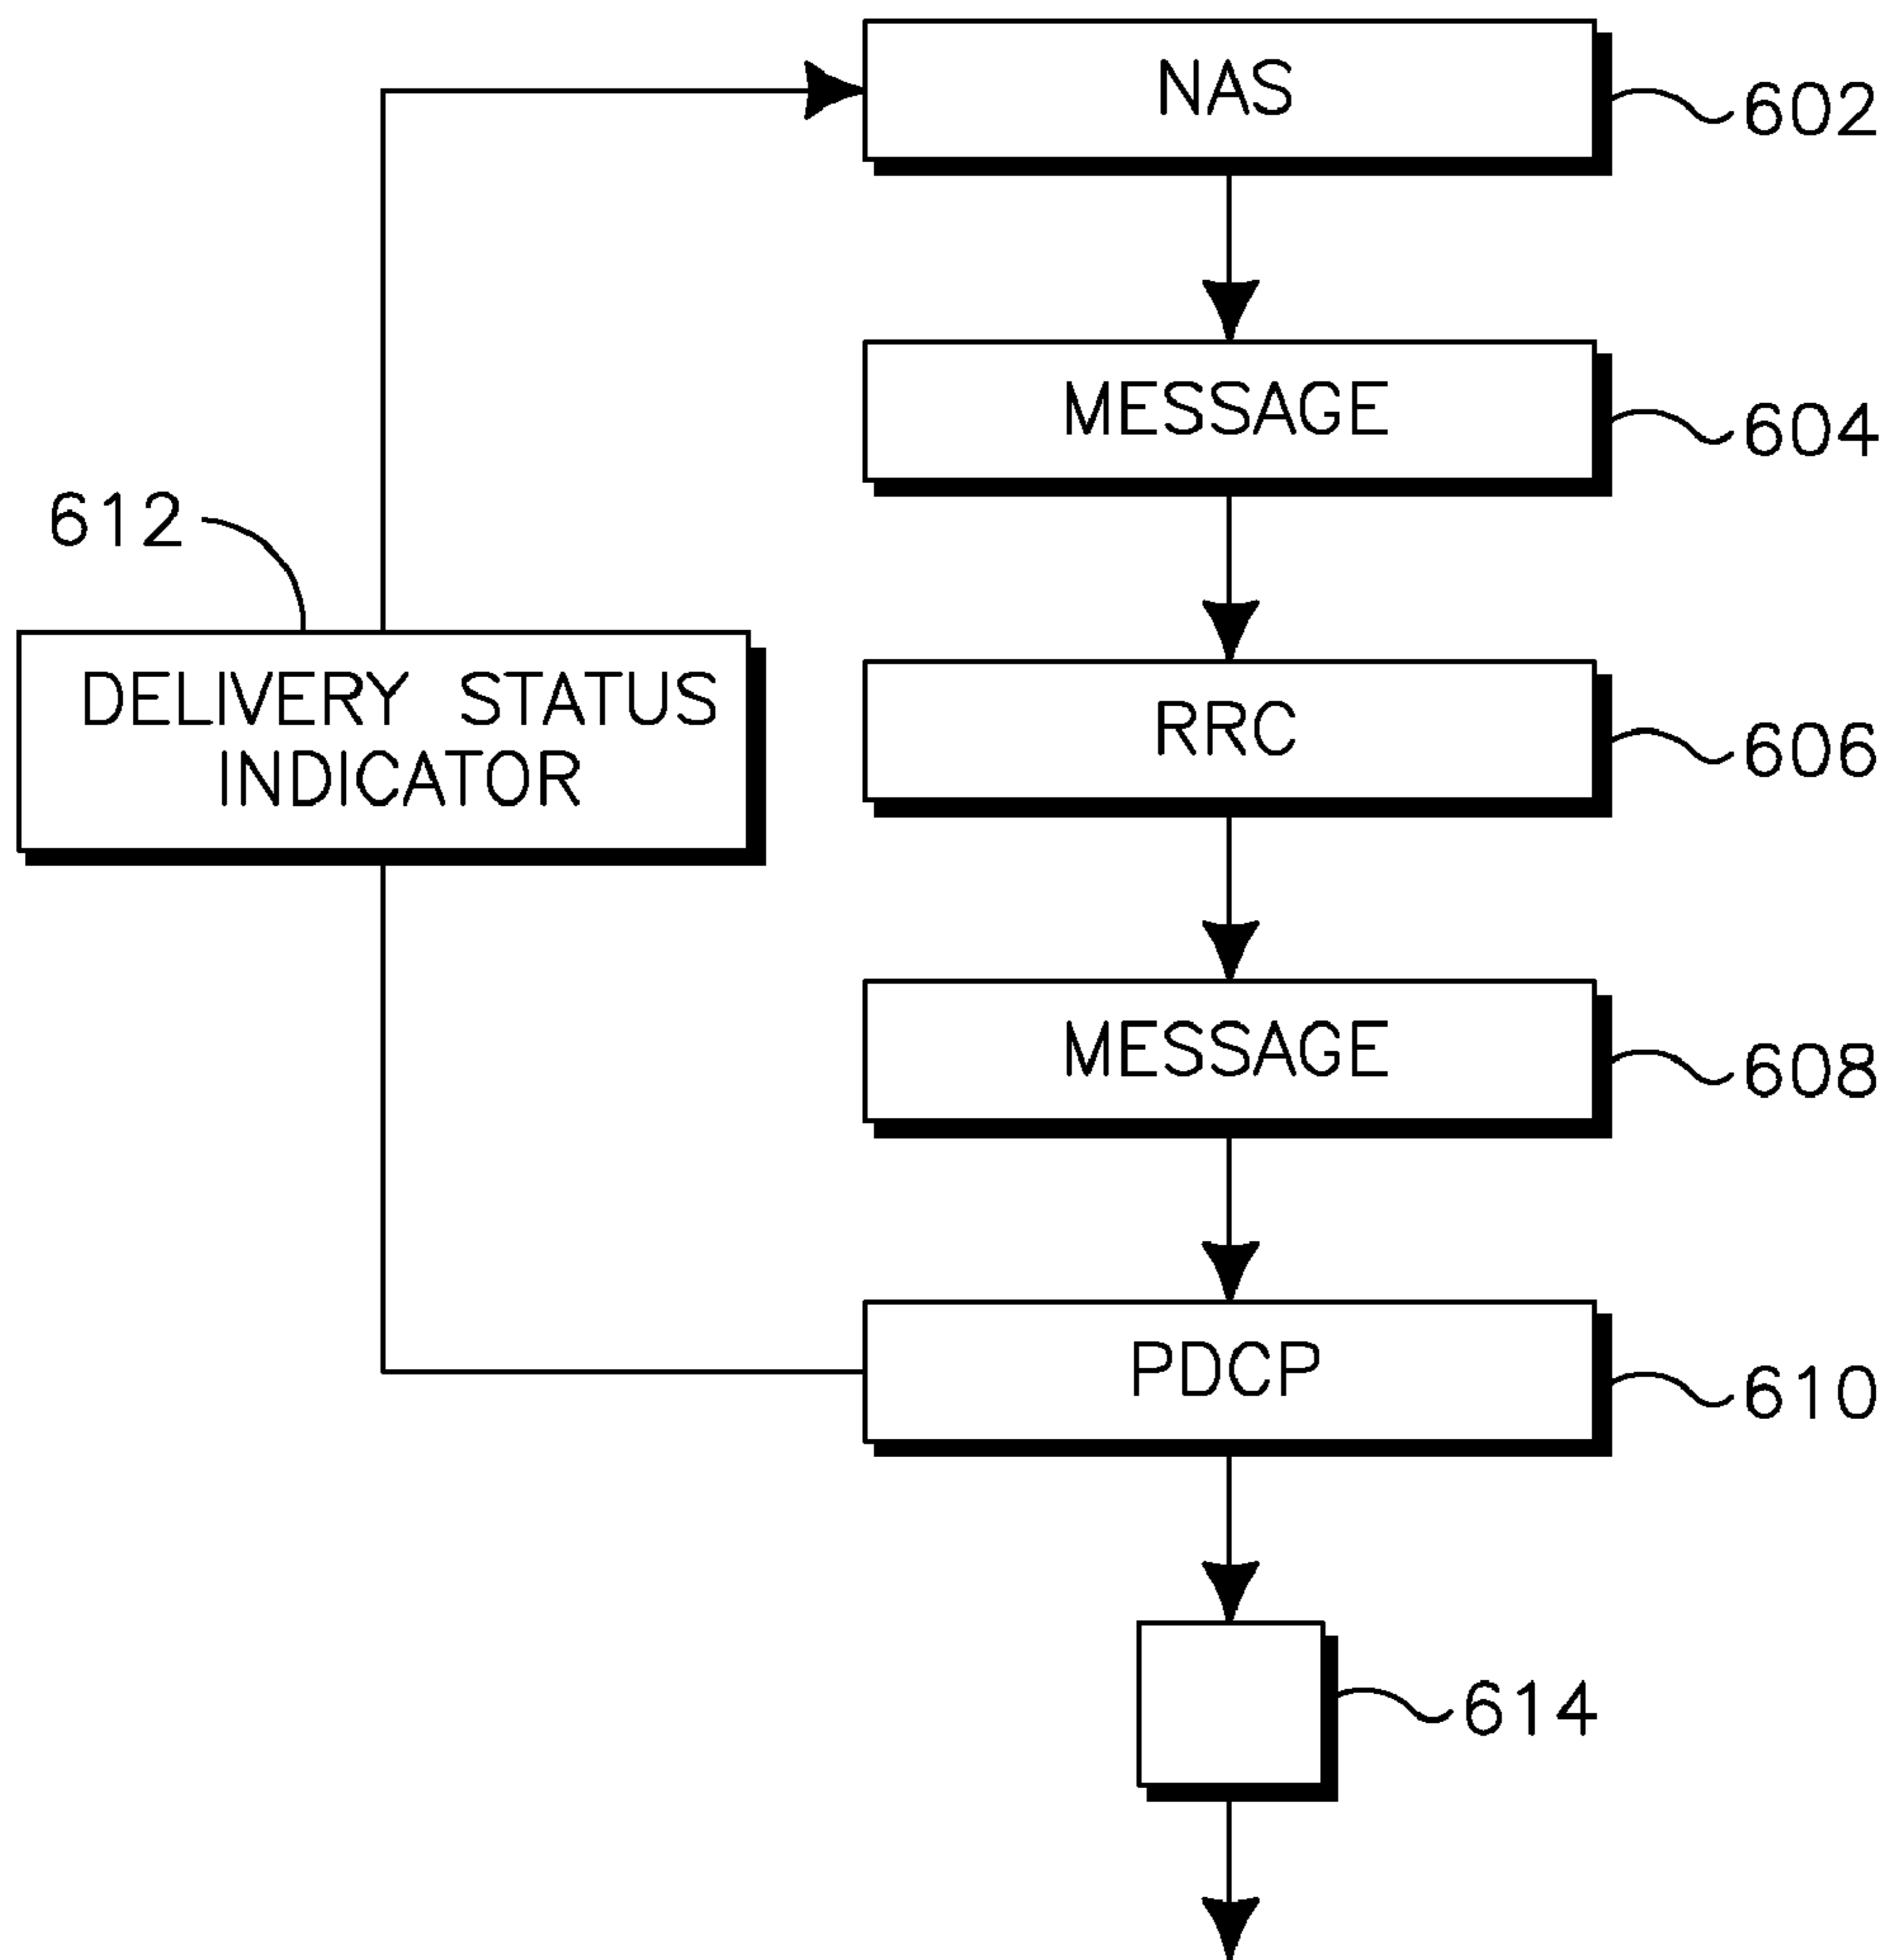 NAS
602
MESSAGE
604
612
DELIVERY STATUS
INDICATOR
RRC
606
MESSAGE
608
PDCP
610
614